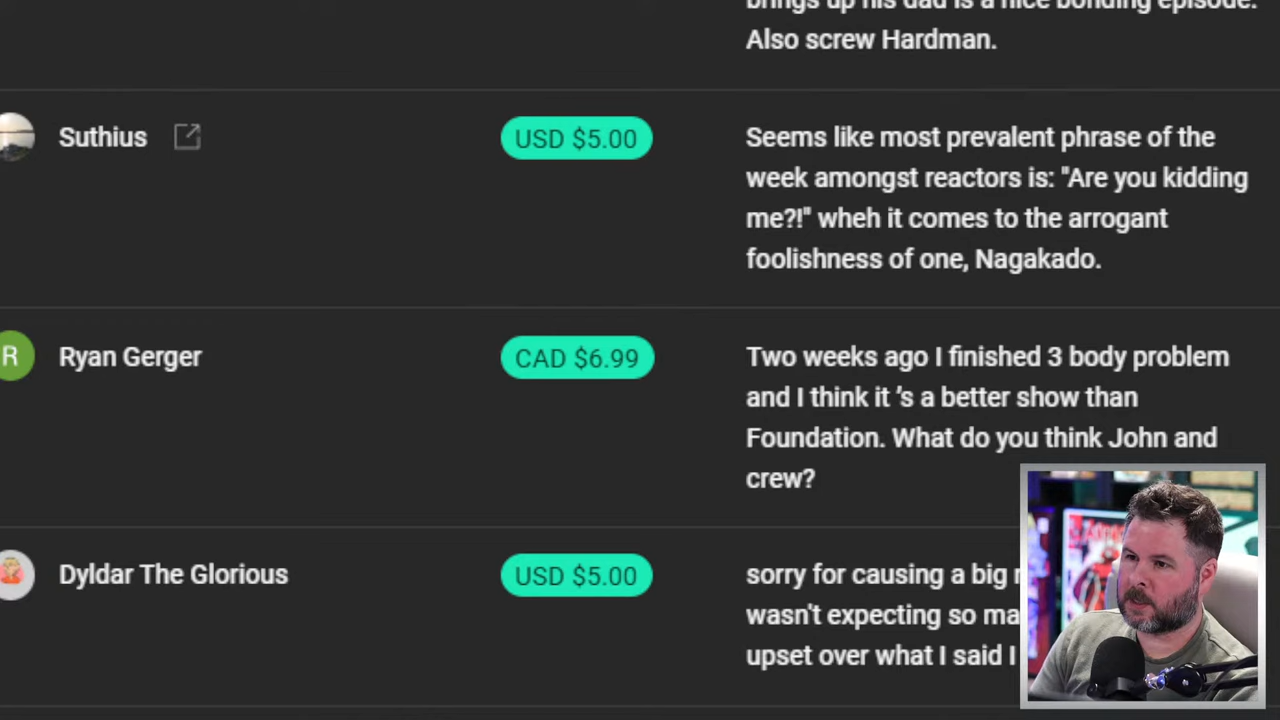 brings up his dad is a nice bonding episode.
Also screw Hardman.
Suthius
USD $5.00
Seems like most prevalent phrase of the
week amongst reactors is: "Are you kidding
me?!" wheh it comes to the arrogant
foolishness of one, Nagakado.
R
Ryan Gerger
CAD $6.99
Two weeks ago I finished 3 body problem
and I think it 's a better show than
Foundation. What do you think John and
crew?
Dyldar The Glorious
USD $5.00
sorry for causing a big
wasn't expecting so
upset over what I said I